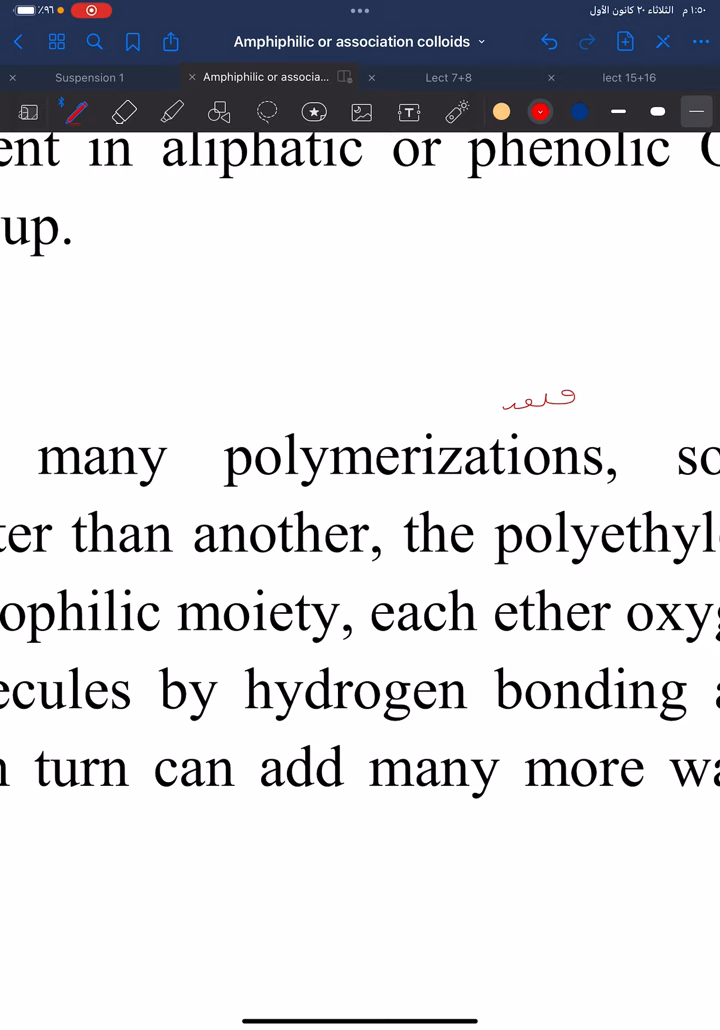 ٪٩٦ ١:٥٠ م الثلاثاء ٢٠ كانون الأول
Amphiphilic or association colloids
Suspension 1 Amphiphilic or associa... Lect 7+8 lect 15+16
T
ent in aliphatic or phenolic
up.
many polymerizations, so
ter than another, the polyethyl
ophilic moiety, each ether oxyg
ecules by hydrogen bonding a
turn can add many more wa